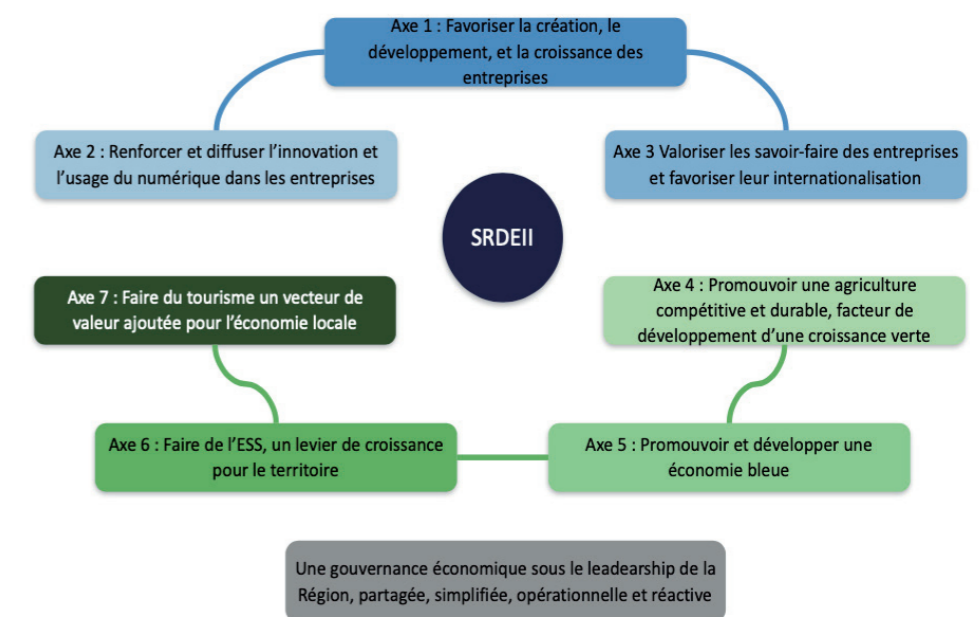 Axe 1 : Favoriser la création, le
développement, et la croissance des
entreprises
Axe 2 : Renforcer et diffuser l’innovation et
l’usage du numérique dans les entreprises
Axe 3 Valoriser les savoir-faire des entreprises
et favoriser leur internationalisation
SRDEII
Axe 7 : Faire du tourisme un vecteur de
valeur ajoutée pour l’économie locale
Axe 4 : Promouvoir une agriculture
compétitive et durable, facteur de
développement d’une croissance verte
Axe 6 : Faire de l’ESS, un levier de croissance
pour le territoire
Axe 5 : Promouvoir et développer une
économie bleue
Une gouvernance économique sous le leadearship de la
Région, partagée, simplifiée, opérationnelle et réactive